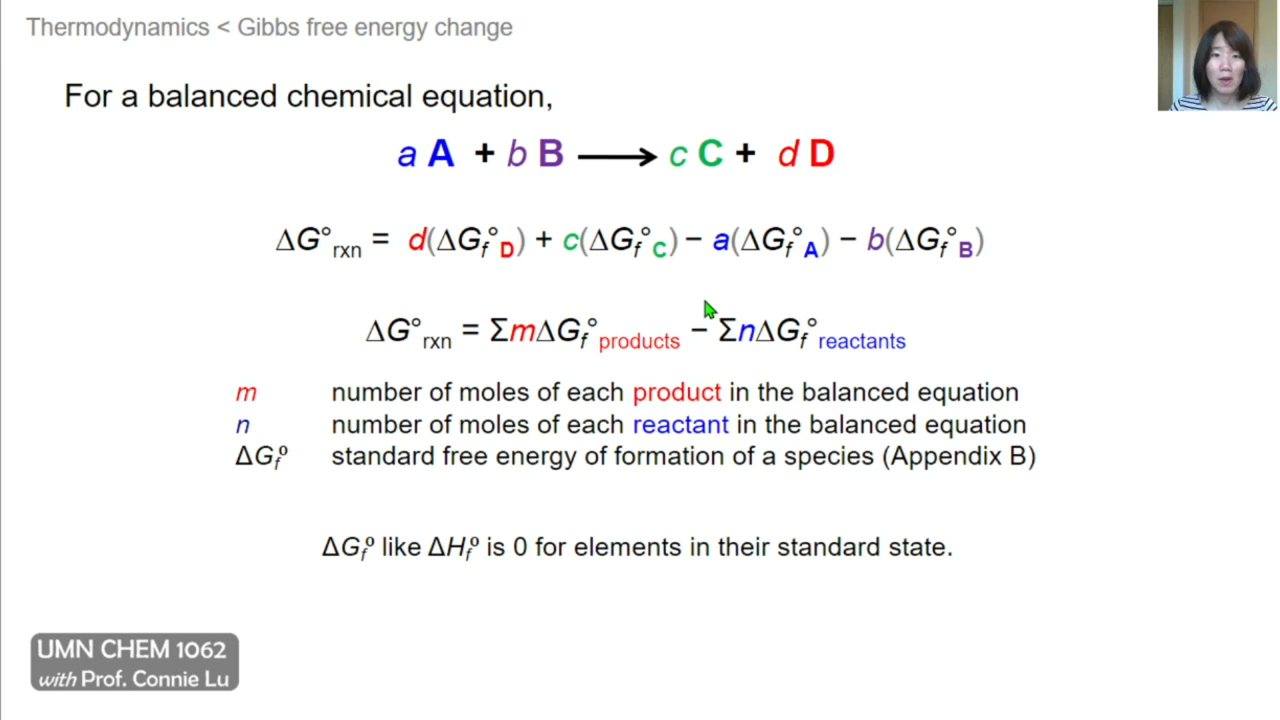 Thermodynamics < Gibbs free energy change
For a balanced chemical equation,
a A + b B ⟶ c C + d D
ΔG°rxn = d(ΔGf°D) + c(ΔGf°C) − a(ΔGf°A) − b(ΔGf°B)
ΔG°rxn = ΣmΔGf°products − ΣnΔGf°reactants
m number of moles of each product in the balanced equation
n number of moles of each reactant in the balanced equation
ΔGfº standard free energy of formation of a species (Appendix B)
ΔGfº like ΔHfº is 0 for elements in their standard state.
UMN CHEM 1062
with Prof. Connie Lu